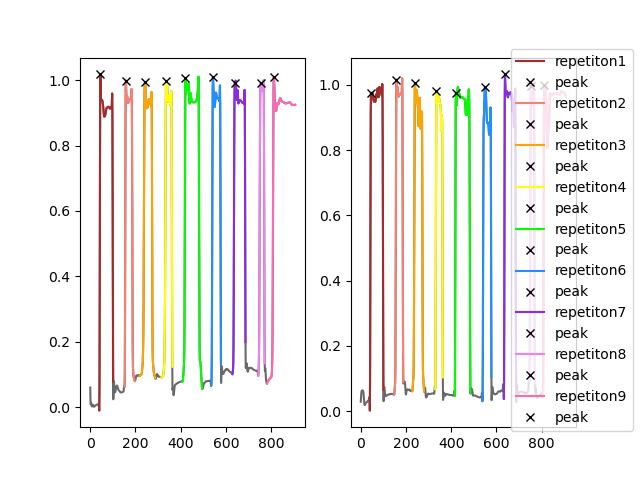 1.0
0.8
0.6
0.4
0.2
0.0
0 200 400 600 800
1.0
0.8
0.6
0.4
0.2
0.0
0 200 400 600 800
repetiton1
peak
repetiton2
peak
repetiton3
peak
repetiton4
peak
repetiton5
peak
repetiton6
peak
repetiton7
peak
repetiton8
peak
repetiton9
peak